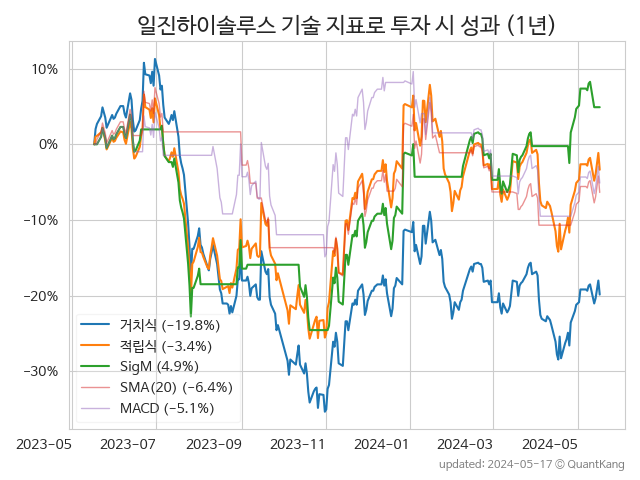 일진하이솔루스 기술 지표로 투자 시 성과 (1년)
10%
0%
−10%
−20%
−30%
거치식 (−19.8%)
적립식 (−3.4%)
SigM (4.9%)
SMA(20) (−6.4%)
MACD (−5.1%)
2023−05 2023−07 2023−09 2023−11 2024−01 2024−03 2024−05
updated: 2024−05−17 © QuantKang